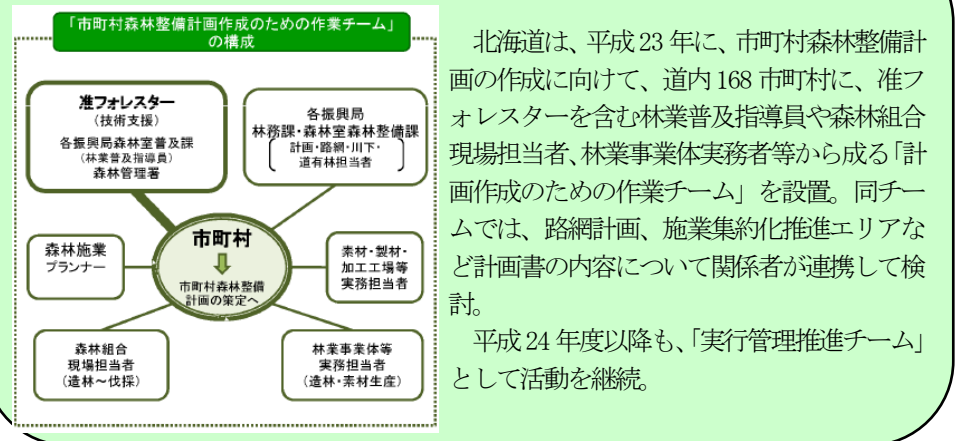 「市町村森林整備計画作成のための作業チーム」
の構成
准フォレスター
(技術支援)
各振興局森林室普及課
(林業普及指導員)
森林管理署
各振興局
林務課・森林室森林整備課
計画・路網・川下・
道有林担当者
森林施業
プランナー
市町村
市町村森林整備
計画の策定へ
素材・製材・
加工工場等
実務担当者
森林組合
現場担当者
(造林～伐採)
林業事業体等
実務担当者
(造林・素材生産)
北海道は、平成23年に、市町村森林整備計
画の作成に向けて、道内168市町村に、准フ
ォレスターを含む林業普及指導員や森林組合
現場担当者、林業事業体実務者等から成る「計
画作成のための作業チーム」を設置。同チー
ムでは、路網計画、施業集約化推進エリアな
ど計画書の内容について関係者が連携して検
討。
平成24年度以降も、「実行管理推進チーム」
として活動を継続。